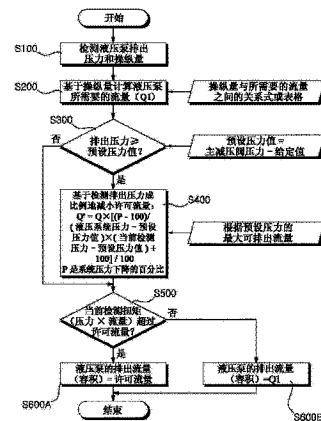 开始
S100
检测液压泵排出
压力和操纵量
S200
基于操纵量计算液压泵
所需要的流量(Q1)
操纵量与所需要的流量
之间的关系式或表格
S300
否
排出压力≥
预设压力值?
预设压力值=
主减压阀压力-给定值
是
S400
基于检测排出压力成
比例地减小许可流量:
Q'= Q×[(P-100)/
(液压系统压力-预设压
力值)×(当前检测
压力-预设压力值)+
100]/100
P是系统压力下降的百分比
根据预设压力的
最大可排出流量
S500
当前检测扭矩
(压力×流量)超过
许可流量?
否
是
液压泵的排出流量
(容积)=许可流量
液压泵的排出流量
(容积)=Q1
S600A
S600B
结束